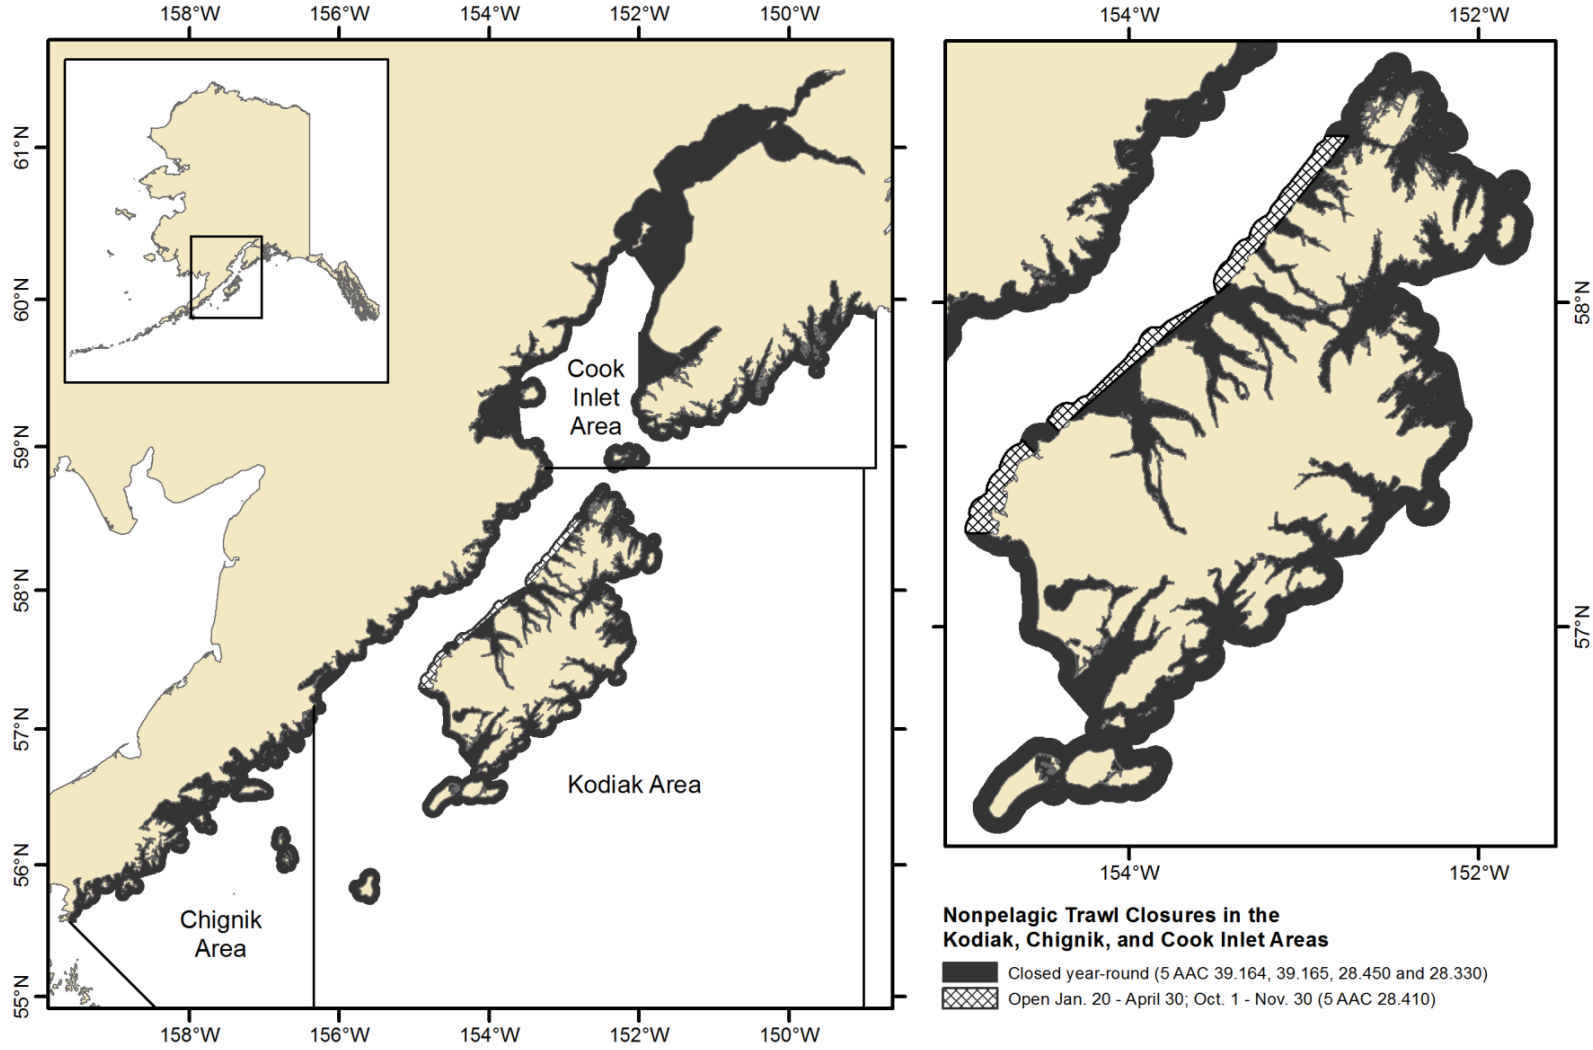 158°W 156°W 154°W 152°W 150°W
154°W 152°W
61°N
60°N
59°N
58°N
57°N
56°N
55°N
Cook
Inlet
Area
Kodiak Area
Chignik
Area
158°W 156°W 154°W 152°W 150°W
58°N
57°N
154°W 152°W
Nonpelagic Trawl Closures in the
Kodiak, Chignik, and Cook Inlet Areas
Closed year-round (5 AAC 39.164, 39.165, 28.450 and 28.330)
Open Jan. 20 - April 30; Oct. 1 - Nov. 30 (5 AAC 28.410)